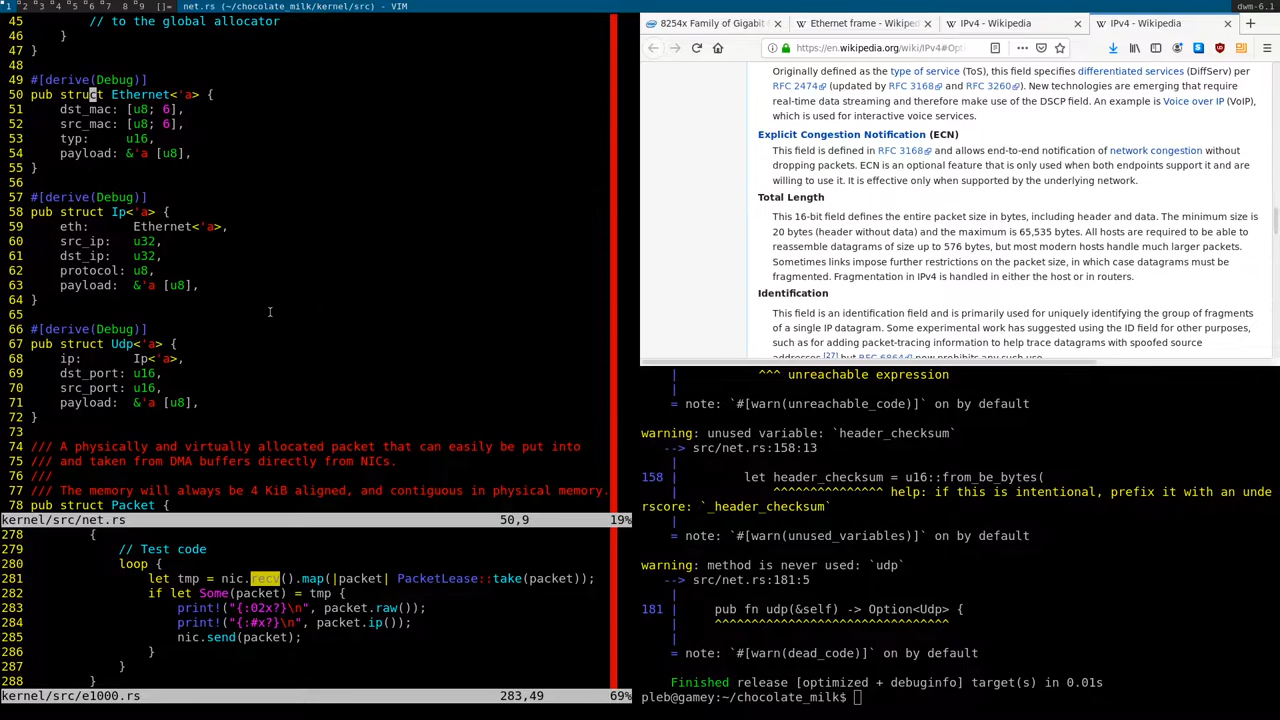 1 2 3 4 5 6 7 8 9 []= net.rs (~/chocolate_milk/kernel/src) - VIM dwm-6.1
45         // to the global allocator
46     }
47 }
48
49 #[derive(Debug)]
50 pub struct Ethernet<'a> {
51     dst_mac: [u8; 6],
52     src_mac: [u8; 6],
53     typ:     u16,
54     payload: &'a [u8],
55 }
56
57 #[derive(Debug)]
58 pub struct Ip<'a> {
59     eth:      Ethernet<'a>,
60     src_ip:   u32,
61     dst_ip:   u32,
62     protocol: u8,
63     payload:  &'a [u8],
64 }
65
66 #[derive(Debug)]
67 pub struct Udp<'a> {
68     ip:       Ip<'a>,
69     dst_port: u16,
70     src_port: u16,
71     payload:  &'a [u8],
72 }
73
74 /// A physically and virtually allocated packet that can easily be put into
75 /// and taken from DMA buffers directly from NICs.
76 ///
77 /// The memory will always be 4 KiB aligned, and contiguous in physical memory.
78 pub struct Packet {
kernel/src/net.rs 50,9 19%
278         {
279             // Test code
280             loop {
281                 let tmp = nic.recv().map(|packet| PacketLease::take(packet));
282                 if let Some(packet) = tmp {
283                     print!("{:02x?}\n", packet.raw());
284                     print!("{:#x?}\n", packet.ip());
285                     nic.send(packet);
286                 }
287             }
288         }
kernel/src/e1000.rs 283,49 69%
8254x Family of Gigabit Ethernet frame - Wikiped IPv4 - Wikipedia IPv4 - Wikipedia
https://en.wikipedia.org/wiki/IPv4#Opt
Originally defined as the type of service (ToS), this field specifies differentiated services (DiffServ) per
RFC 2474 (updated by RFC 3168 and RFC 3260). New technologies are emerging that require
real-time data streaming and therefore make use of the DSCP field. An example is Voice over IP (VoIP),
which is used for interactive voice services.
Explicit Congestion Notification (ECN)
This field is defined in RFC 3168 and allows end-to-end notification of network congestion without
dropping packets. ECN is an optional feature that is only used when both endpoints support it and are
willing to use it. It is effective only when supported by the underlying network.
Total Length
This 16-bit field defines the entire packet size in bytes, including header and data. The minimum size is
20 bytes (header without data) and the maximum is 65,535 bytes. All hosts are required to be able to
reassemble datagrams of size up to 576 bytes, but most modern hosts handle much larger packets.
Sometimes links impose further restrictions on the packet size, in which case datagrams must be
fragmented. Fragmentation in IPv4 is handled in either the host or in routers.
Identification
This field is an identification field and is primarily used for uniquely identifying the group of fragments
of a single IP datagram. Some experimental work has suggested using the ID field for other purposes,
such as for adding packet-tracing information to help trace datagrams with spoofed source
addresses,[27] but RFC 6864 now prohibits any such use.
    |           ^^^ unreachable expression
    |
    = note: `#[warn(unreachable_code)]` on by default
warning: unused variable: `header_checksum`
   --> src/net.rs:158:13
    |
158 |         let header_checksum = u16::from_be_bytes(
    |             ^^^^^^^^^^^^^^^ help: if this is intentional, prefix it with an unde
rscore: `_header_checksum`
    |
    = note: `#[warn(unused_variables)]` on by default
warning: method is never used: `udp`
   --> src/net.rs:181:5
    |
181 |     pub fn udp(&self) -> Option<Udp> {
    |     ^^^^^^^^^^^^^^^^^^^^^^^^^^^^^^^^
    |
    = note: `#[warn(dead_code)]` on by default
    Finished release [optimized + debuginfo] target(s) in 0.01s
pleb@gamey:~/chocolate_milk$